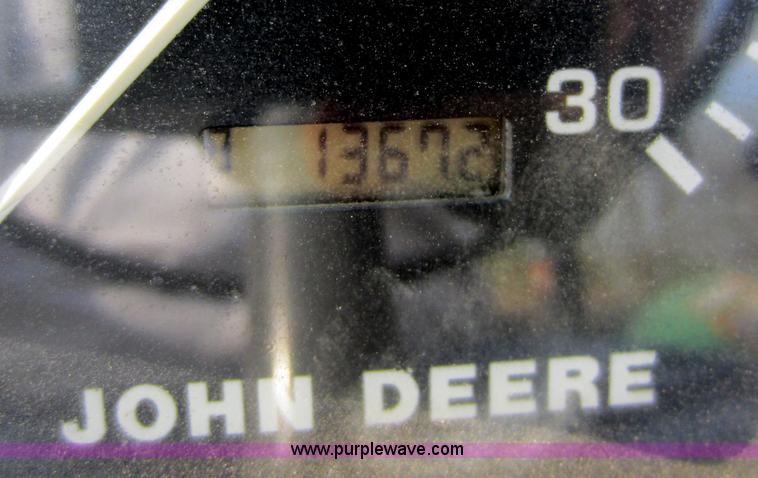 30
13672
JOHN DEERE
www.purplewave.com